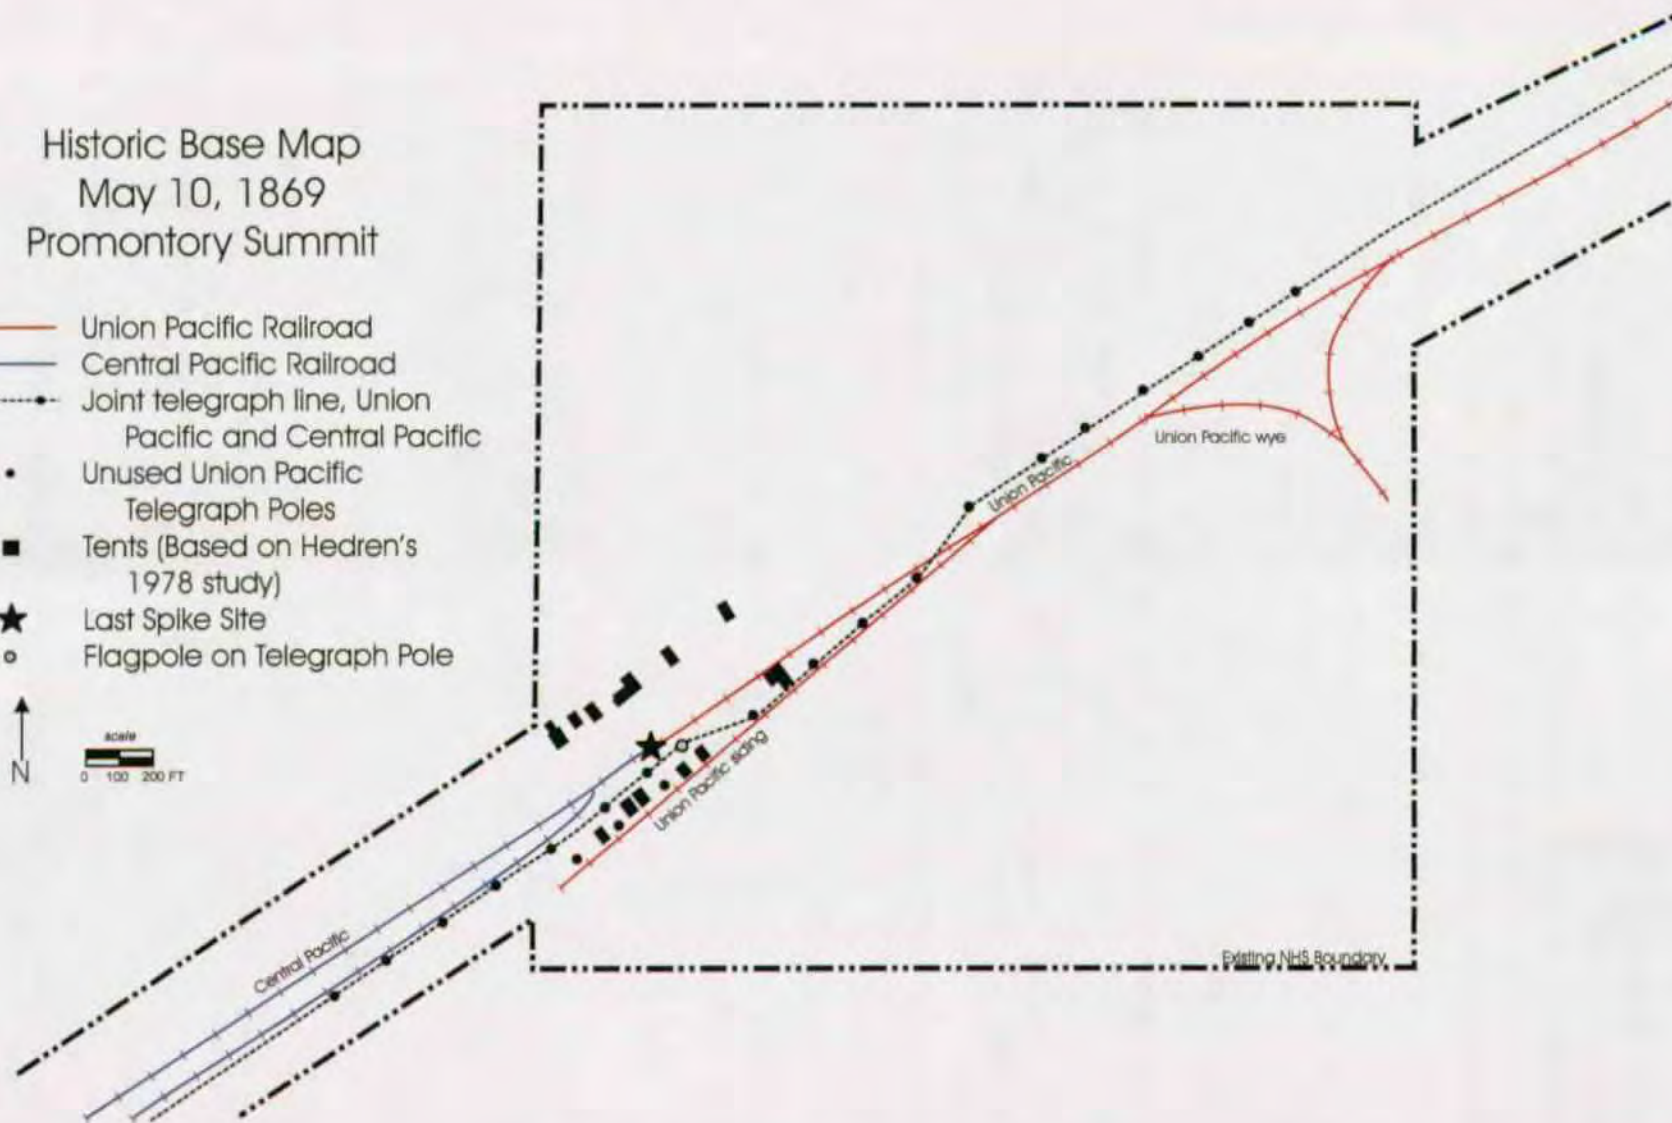 Historic Base Map
May 10, 1869
Promontory Summit
Union Pacific Railroad
Central Pacific Railroad
Joint telegraph line, Union
Pacific and Central Pacific
Unused Union Pacific
Telegraph Poles
Tents (Based on Hedren's
1978 study)
Last Spike Site
Flagpole on Telegraph Pole
N
scale
0 100 200 FT
Union Pacific
Union Pacific wye
Union Pacific siding
Central Pacific
Existing NHS Boundary